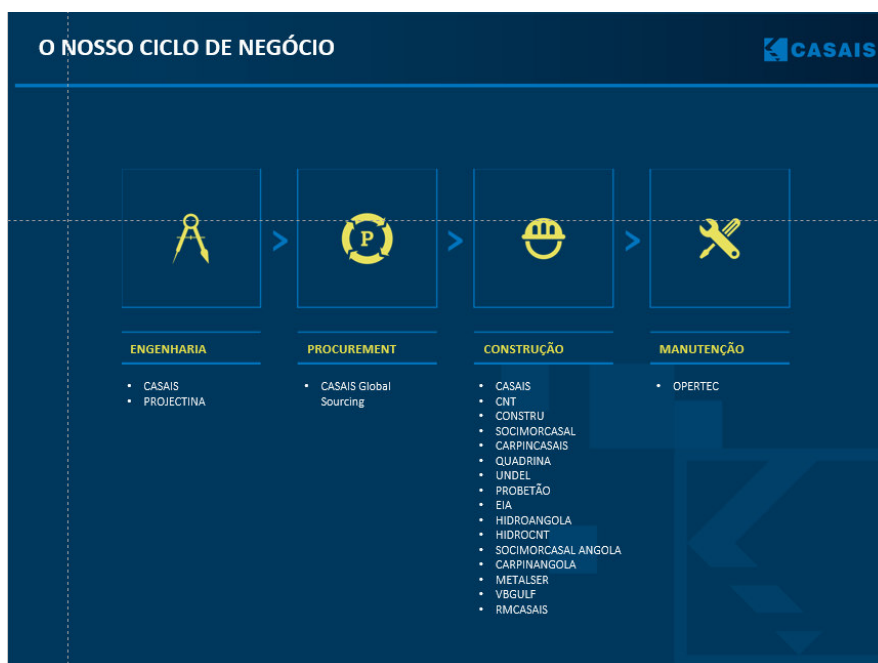 O NOSSO CICLO DE NEGÓCIO
CASAIS
P
ENGENHARIA
• CASAIS
• PROJECTINA
PROCUREMENT
• CASAIS Global
Sourcing
CONSTRUÇÃO
• CASAIS
• CNT
• CONSTRU
• SOCIMORCASAL
• CARPINCASAIS
• QUADRINA
• UNDEL
• PROBETÃO
• EIA
• HIDROANGOLA
• HIDROCNT
• SOCIMORCASAL ANGOLA
• CARPINANGOLA
• METALSER
• VBGULF
• RMCASAIS
MANUTENÇÃO
• OPERTEC